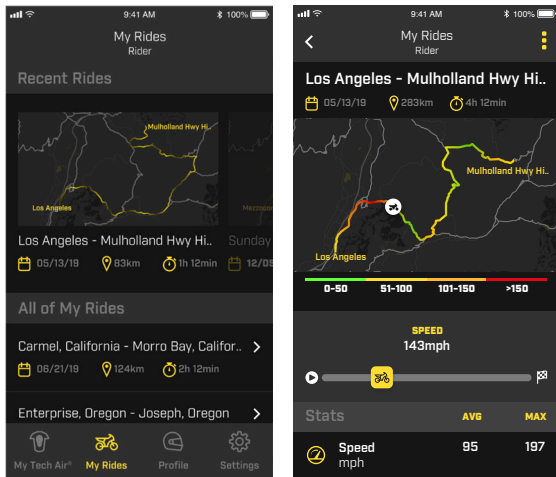 9:41 AM
100%
My Rides
Rider
Recent Rides
Mulholland Hwy Hi..
Los Angeles
Los Angeles - Mulholland Hwy Hi..
Sunday
05/13/19
83km
1h 12min
All of My Rides
Carmel, California - Morro Bay, Califor..
06/21/19
124km
2h 12min
Enterprise, Oregon - Joseph, Oregon
My Tech Air®
My Rides
Profile
Settings
9:41 AM
100%
My Rides
Rider
Los Angeles - Mulholland Hwy Hi..
05/13/19
283km
4h 12min
Mulholland Hwy Hi..
Los Angeles
0-50
51-100
101-150
>150
SPEED
143mph
Stats
AVG
MAX
Speed
95
197
mph